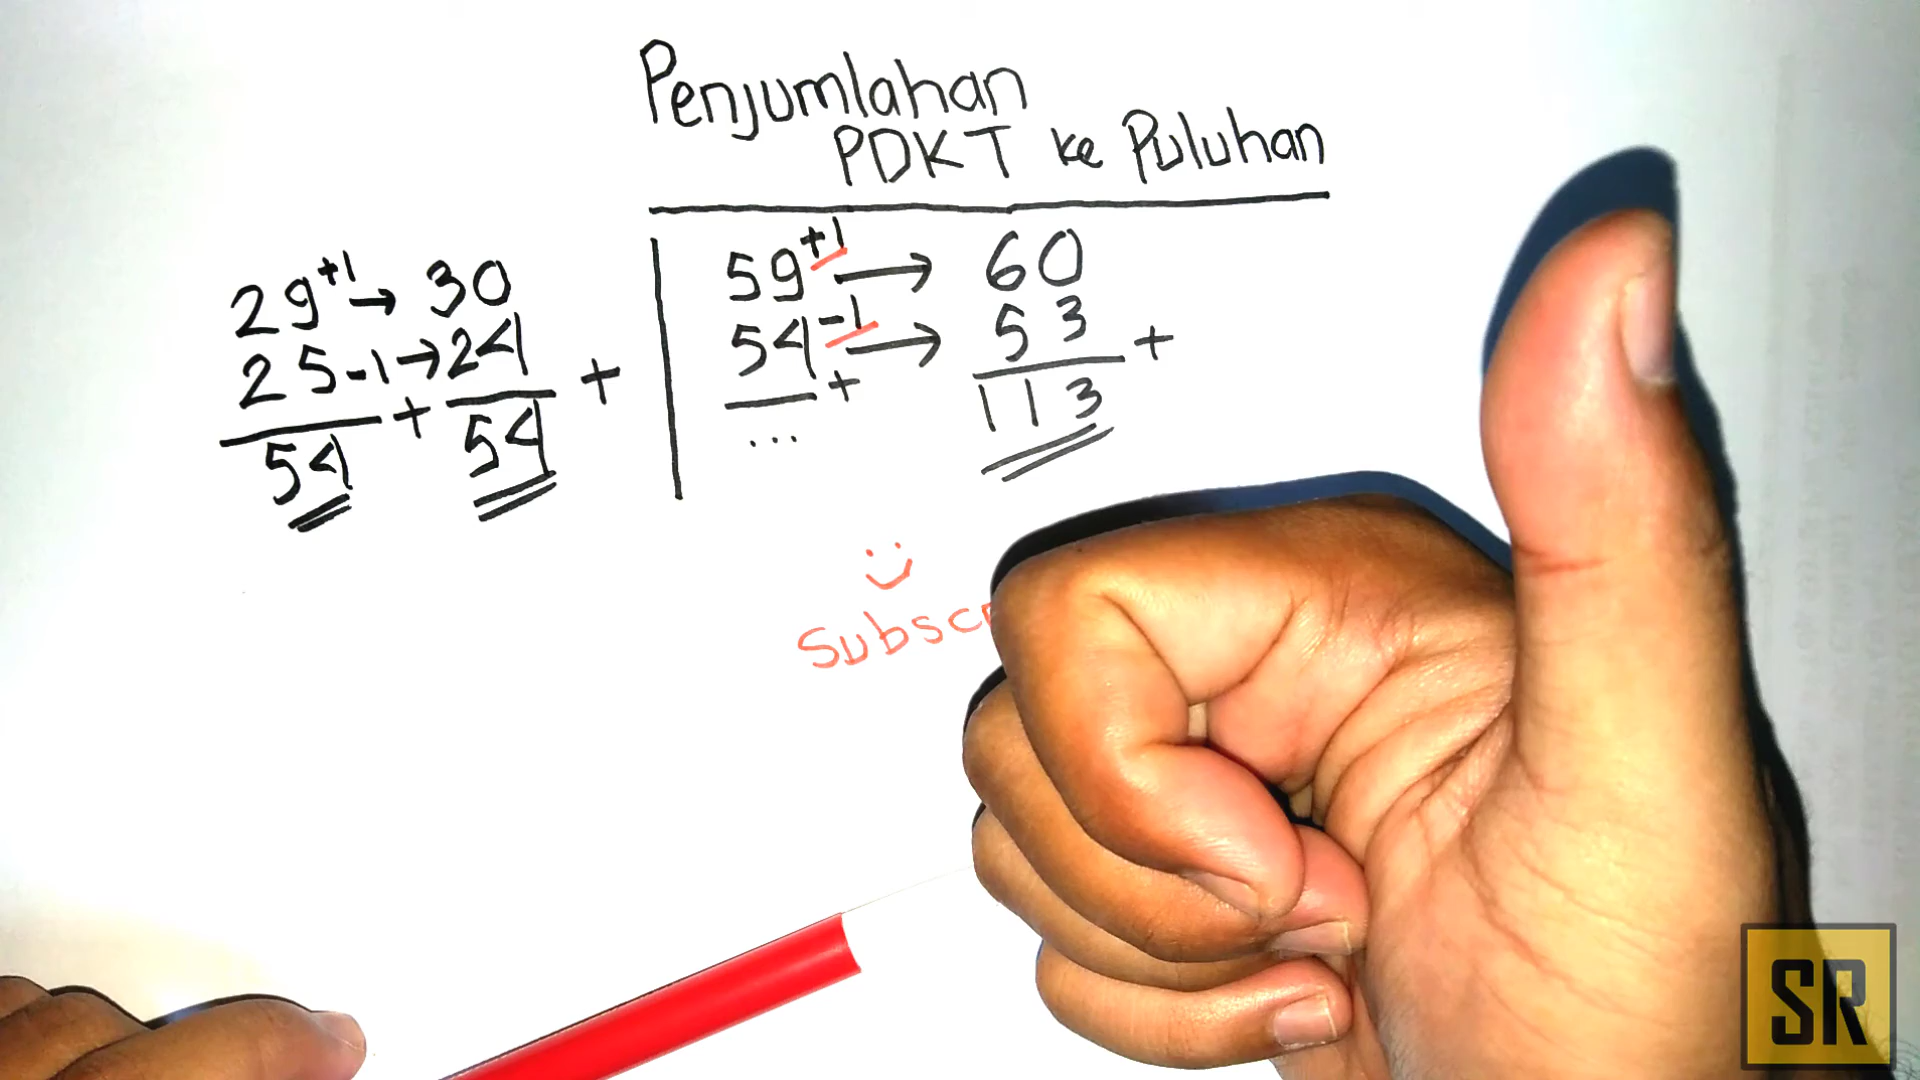 Penjumlahan
PDKT ke Puluhan
29 +1 → 30
25 -1 → 24
+ +
54 54
59 +1 → 60
54 -1 → 53
+ +
... 113
Subscr
SR